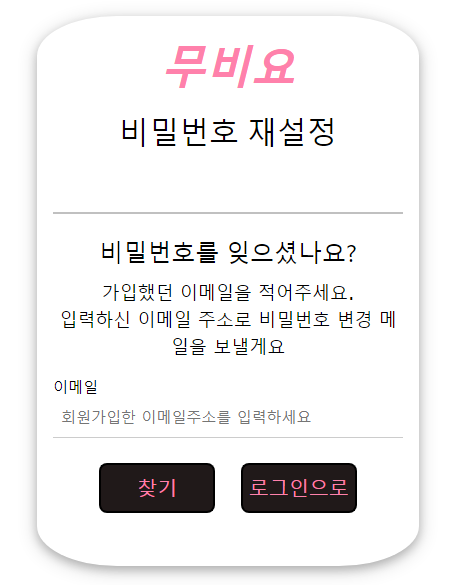 무비요
비밀번호 재설정
비밀번호를 잊으셨나요?
가입했던 이메일을 적어주세요.
입력하신 이메일 주소로 비밀번호 변경 메
일을 보낼게요
이메일
회원가입한 이메일주소를 입력하세요
찾기
로그인으로